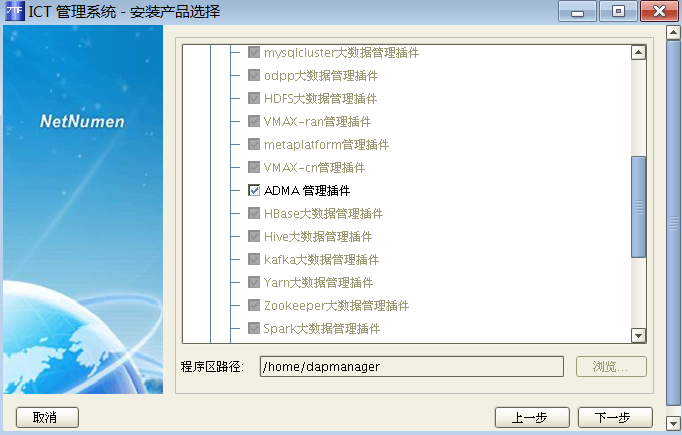 ZTE ICT 管理系统 - 安装产品选择
NetNumen
mysqlcluster大数据管理插件
odpp大数据管理插件
HDFS大数据管理插件
VMAX-ran管理插件
metaplatform管理插件
VMAX-cn管理插件
ADMA 管理插件
HBase大数据管理插件
Hive大数据管理插件
kafka大数据管理插件
Yarn大数据管理插件
Zookeeper大数据管理插件
Spark大数据管理插件
程序区路径: /home/dapmanager 浏览...
取消 上一步 下一步